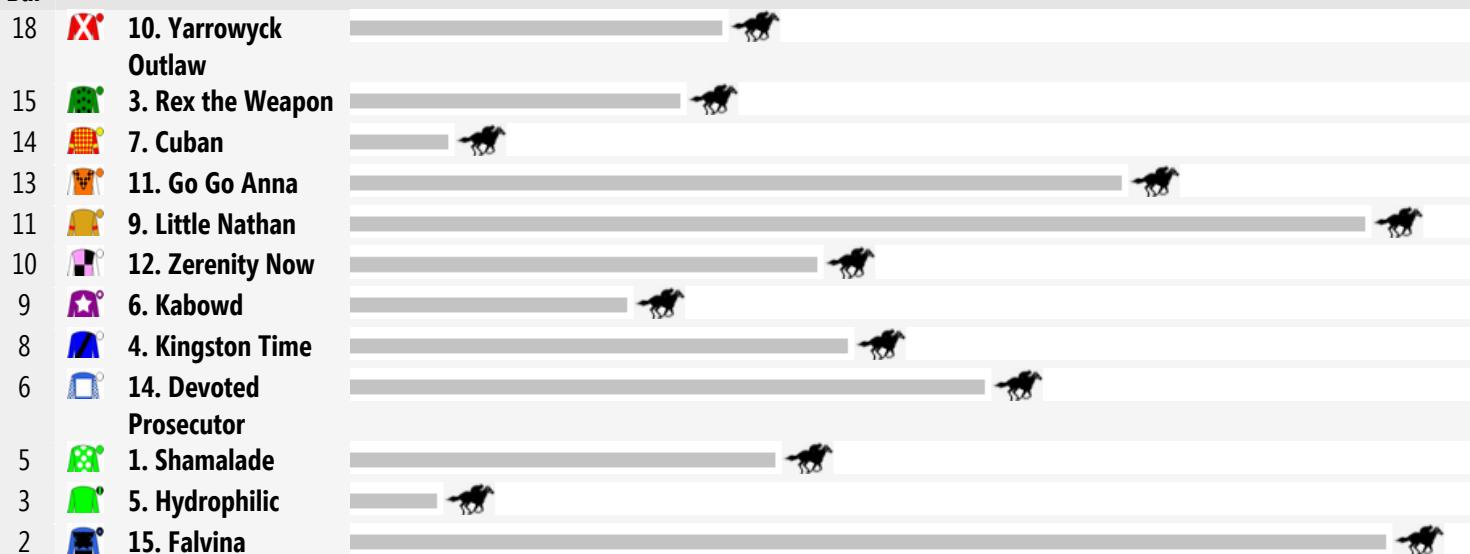 18 10. Yarrowyck
Outlaw
15 3. Rex the Weapon
14 7. Cuban
13 11. Go Go Anna
11 9. Little Nathan
10 12. Zerenity Now
9 6. Kabowd
8 4. Kingston Time
6 14. Devoted
Prosecutor
5 1. Shamalade
3 5. Hydrophilic
2 15. Falvina